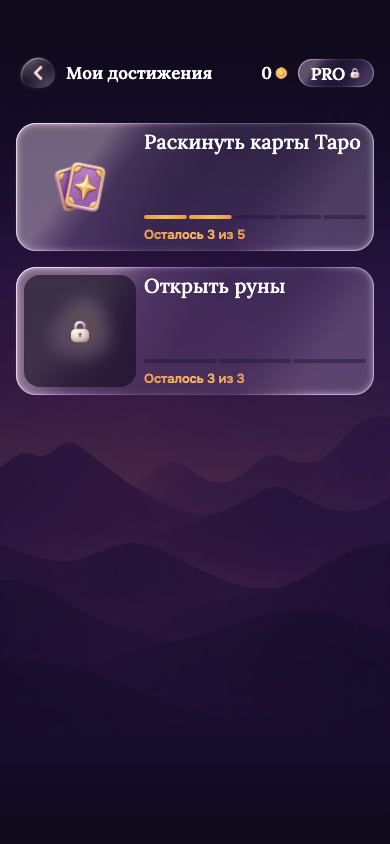 Мои достижения
0
PRO
Раскинуть карты Таро
Осталось 3 из 5
Открыть руны
Осталось 3 из 3